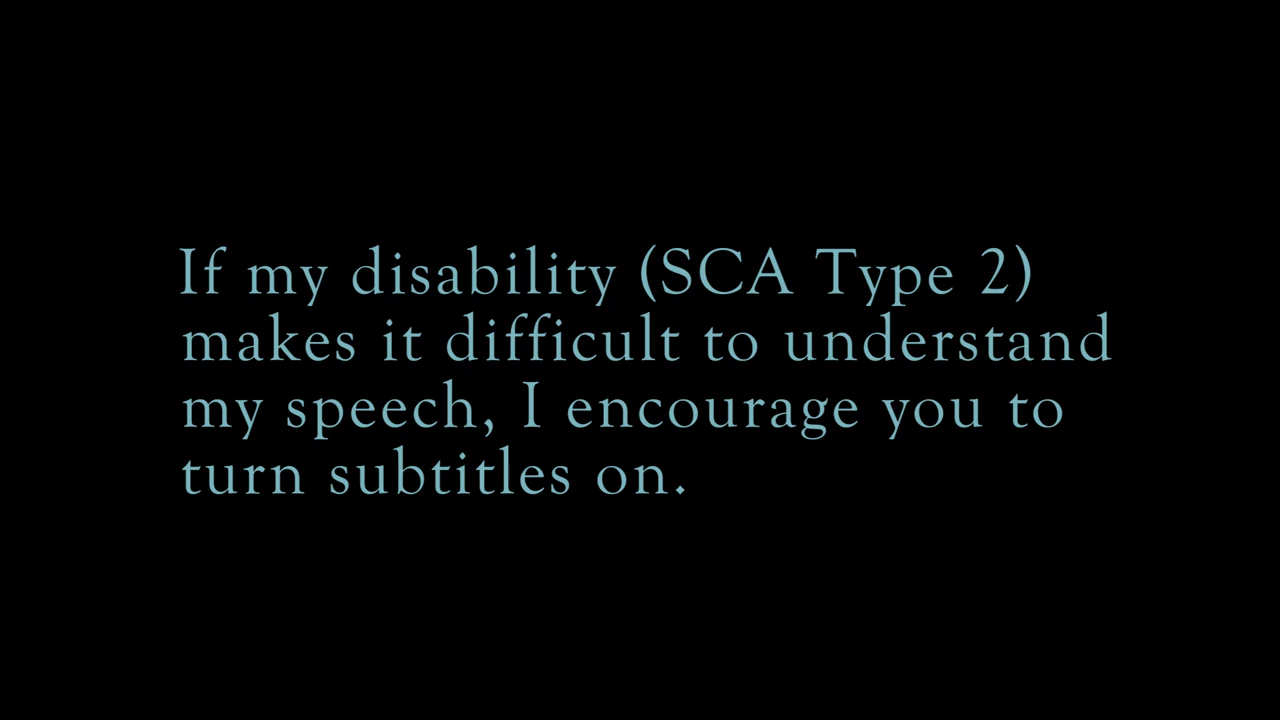 If my disability (SCA Type 2)
makes it difficult to understand
my speech, I encourage you to
turn subtitles on.